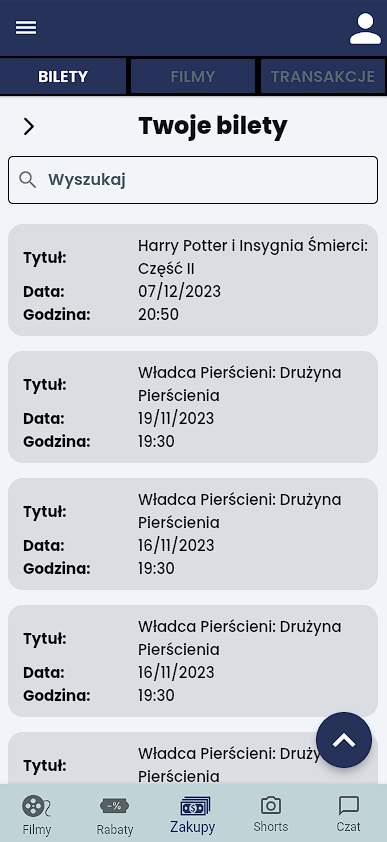 BILETY FILMY TRANSAKCJE
Twoje bilety
Wyszukaj
Tytuł: Harry Potter i Insygnia Śmierci:
Część II
Data: 07/12/2023
Godzina: 20:50
Tytuł: Władca Pierścieni: Drużyna
Pierścienia
Data: 19/11/2023
Godzina: 19:30
Tytuł: Władca Pierścieni: Drużyna
Pierścienia
Data: 16/11/2023
Godzina: 19:30
Tytuł: Władca Pierścieni: Drużyna
Pierścienia
Data: 16/11/2023
Godzina: 19:30
Tytuł: Władca Pierścieni: Druży
Pierścienia
-%
$
Filmy Rabaty Zakupy Shorts Czat